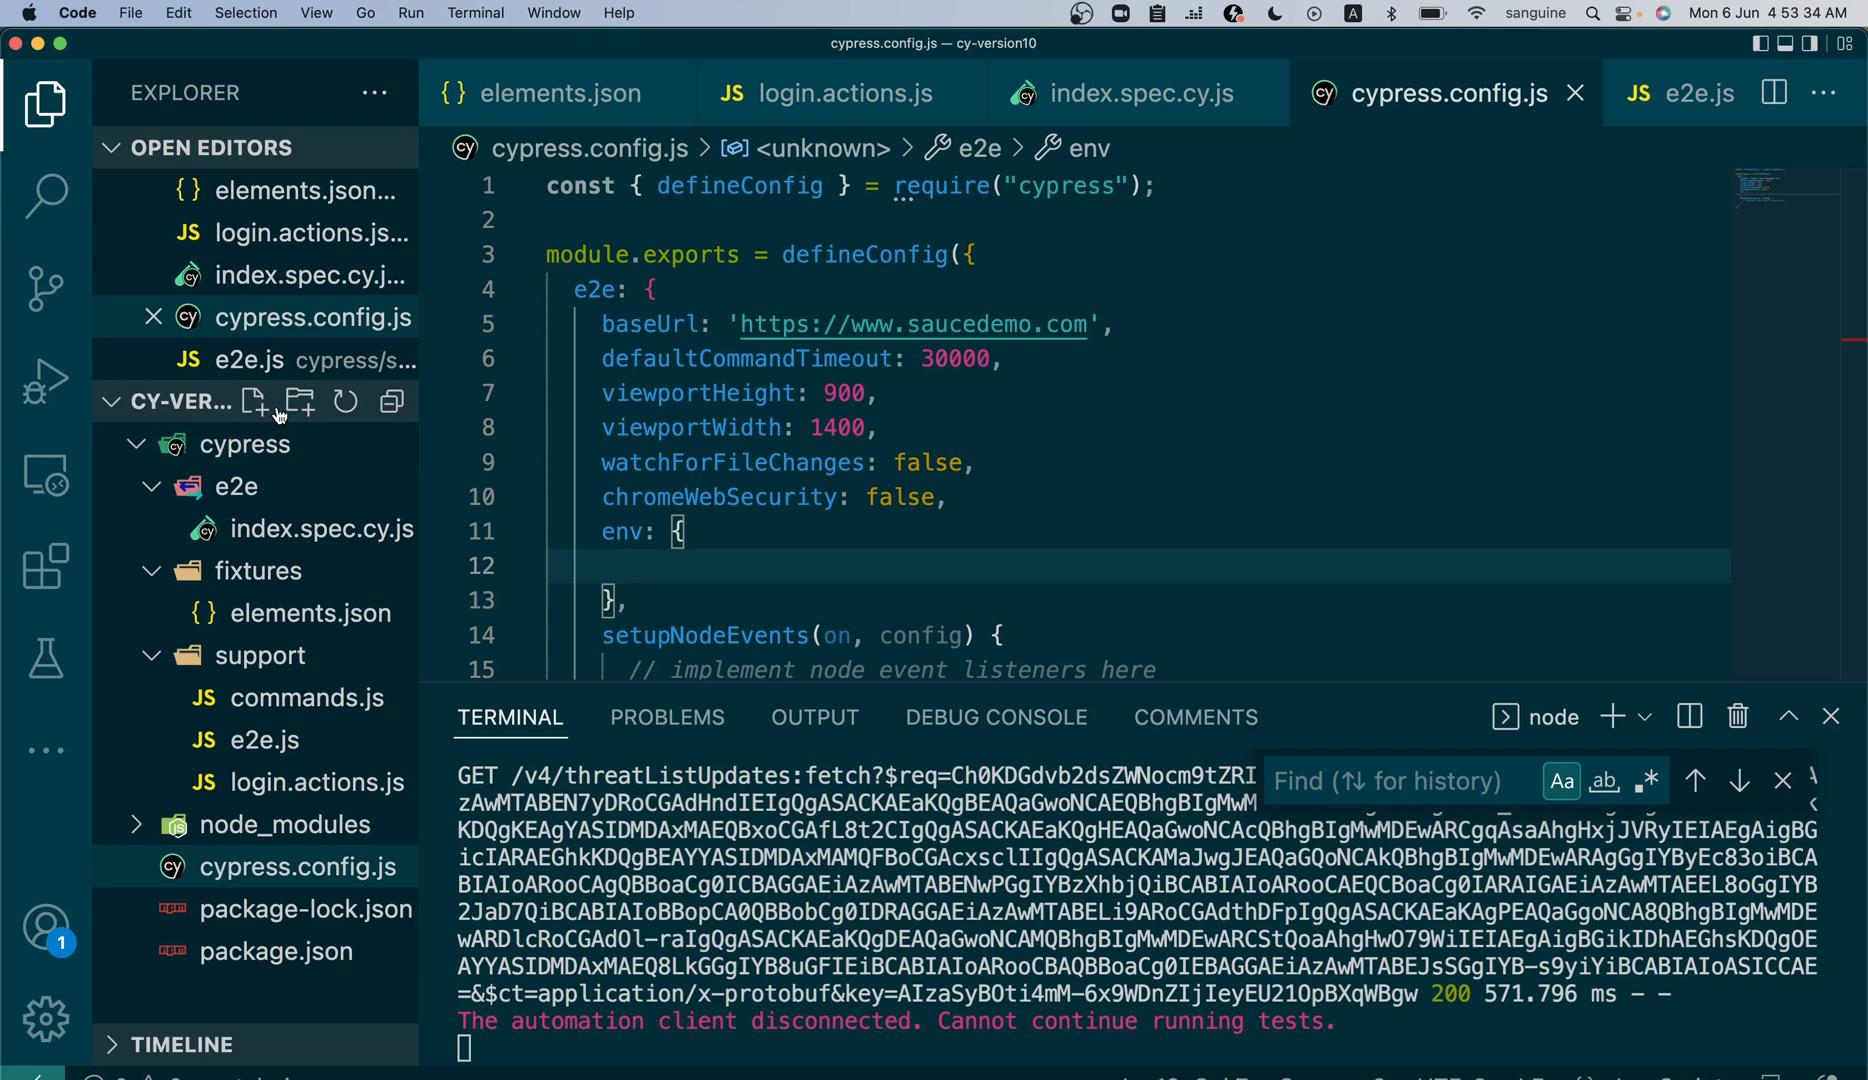 Code File Edit Selection View Go Run Terminal Window Help
A sanguine Mon 6 Jun 4 53 34 AM
cypress.config.js — cy-version10
EXPLORER
OPEN EDITORS
{} elements.json...
JS login.actions.js...
index.spec.cy.j...
cypress.config.js
JS e2e.js cypress/s...
CY-VER...
cypress
e2e
index.spec.cy.js
fixtures
{} elements.json
support
JS commands.js
JS e2e.js
JS login.actions.js
node_modules
cypress.config.js
package-lock.json
package.json
TIMELINE
1
{} elements.json
JS login.actions.js
index.spec.cy.js
cypress.config.js
JS e2e.js
cypress.config.js > <unknown> > e2e > env
1 const { defineConfig } = require("cypress");
2
3 module.exports = defineConfig({
4 e2e: {
5 baseUrl: 'https://www.saucedemo.com',
6 defaultCommandTimeout: 30000,
7 viewportHeight: 900,
8 viewportWidth: 1400,
9 watchForFileChanges: false,
10 chromeWebSecurity: false,
11 env: {
12
13 },
14 setupNodeEvents(on, config) {
15 // implement node event listeners here
TERMINAL PROBLEMS OUTPUT DEBUG CONSOLE COMMENTS
node
Find (⇅ for history)
Aa ab
GET /v4/threatListUpdates:fetch?$req=Ch0KDGdvb2dsZWNocm9tZRI
zAwMTABEN7yDRoCGAdHndIEIgQgASACKAEaKQgBEAQaGwoNCAEQBhgBIgMwM
KDQgKEAgYASIDMDAxMAEQBxoCGAfL8t2CIgQgASACKAEaKQgHEAQaGwoNCAcQBhgBIgMwMDEwARCgqAsaAhgHxjJVRyIEIAEgAigBG
icIARAEGhkKDQgBEAYYASIDMDAxMAMQFBoCGAcxsclIIgQgASACKAMaJwgJEAQaGQoNCAkQBhgBIgMwMDEwARAgGgIYByEc83oiBCA
BIAIoARooCAgQBBoaCg0ICBAGGAEiAzAwMTABENwPGgIYBzXhbjQiBCABIAIoARooCAEQCBoaCg0IARAIGAEiAzAwMTAEEL8oGgIYB
2JaD7QiBCABIAIoBBopCA0QBBobCg0IDRAGGAEiAzAwMTABELi9ARoCGAdthDFpIgQgASACKAEaKAgPEAQaGgoNCA8QBhgBIgMwMDE
wARDlcRoCGAdOl-raIgQgASACKAEaKQgDEAQaGwoNCAMQBhgBIgMwMDEwARCStQoaAhgHwO79WiIEIAEgAigBGikIDhAEGhsKDQgOE
AYYASIDMDAxMAEQ8LkGGgIYB8uGFIEiBCABIAIoARooCBAQBBoaCg0IEBAGGAEiAzAwMTABEJsSGgIYB-s9yiYiBCABIAIoASICCAE
=&$ct=application/x-protobuf&key=AIzaSyBOti4mM-6x9WDnZIjIeyEU21OpBXqWBgw 200 571.796 ms - -
The automation client disconnected. Cannot continue running tests.